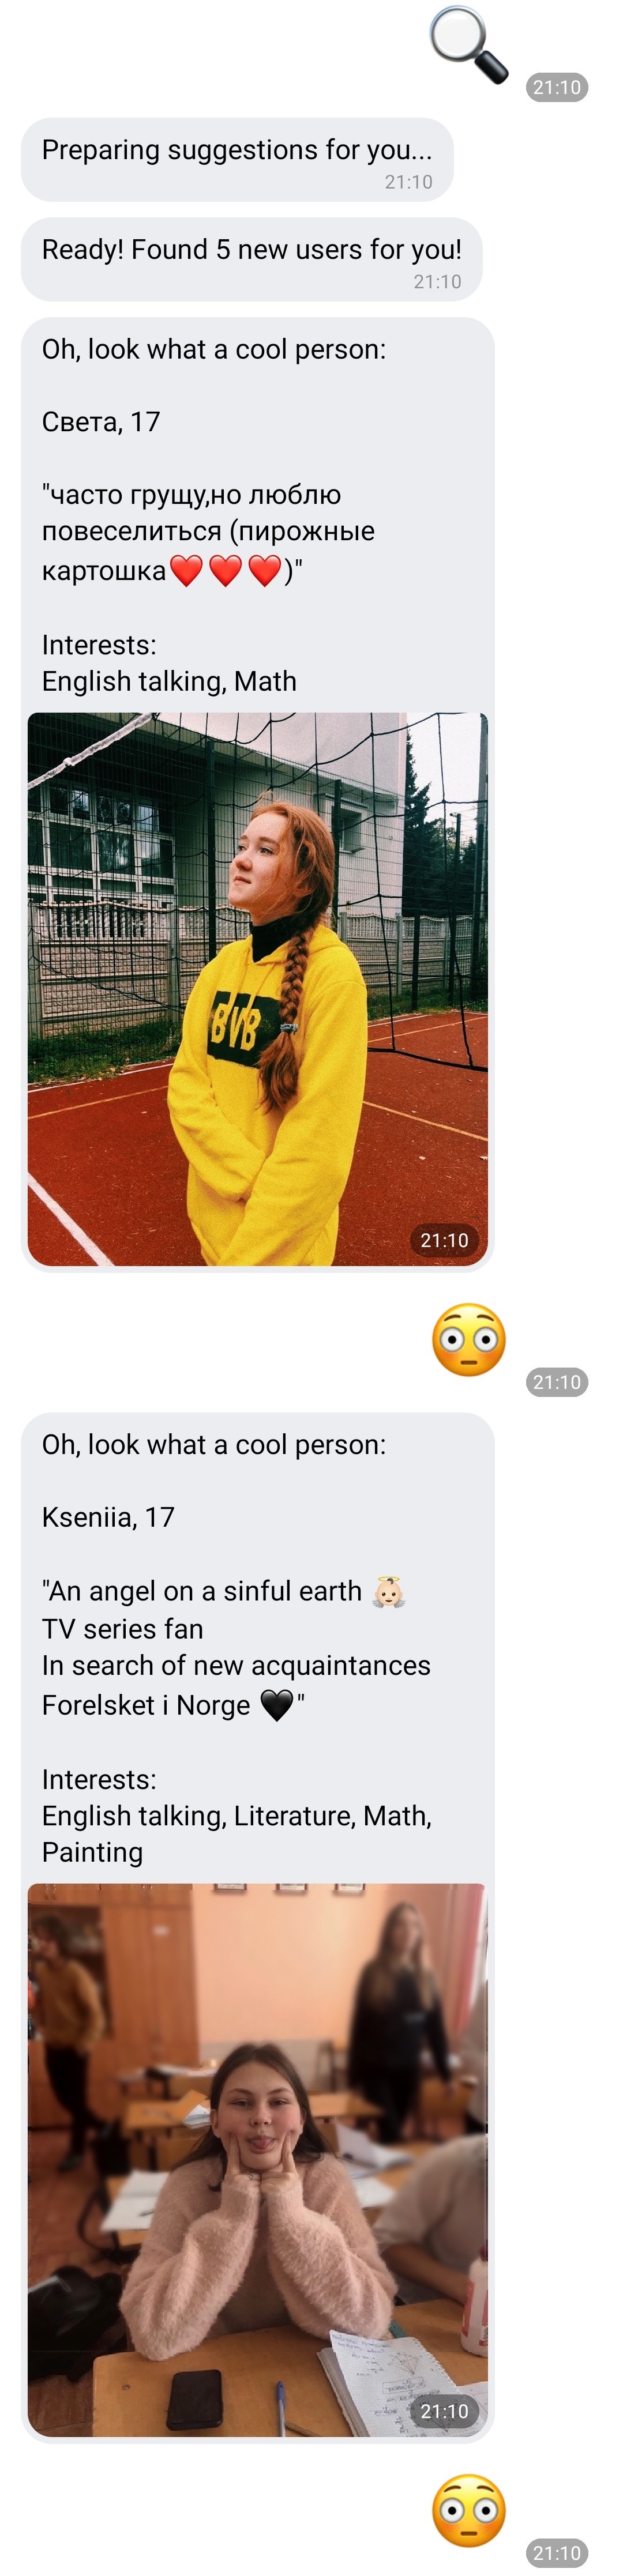 21:10
Preparing suggestions for you...
21:10
Ready! Found 5 new users for you!
21:10
Oh, look what a cool person:
Света, 17
"часто грущу,но люблю
повеселиться (пирожные
картошка❤️❤️❤️)"
Interests:
English talking, Math
BVB
21:10
21:10
Oh, look what a cool person:
Kseniia, 17
"An angel on a sinful earth 👼🏻
TV series fan
In search of new acquaintances
Forelsket i Norge 🖤"
Interests:
English talking, Literature, Math,
Painting
21:10
21:10